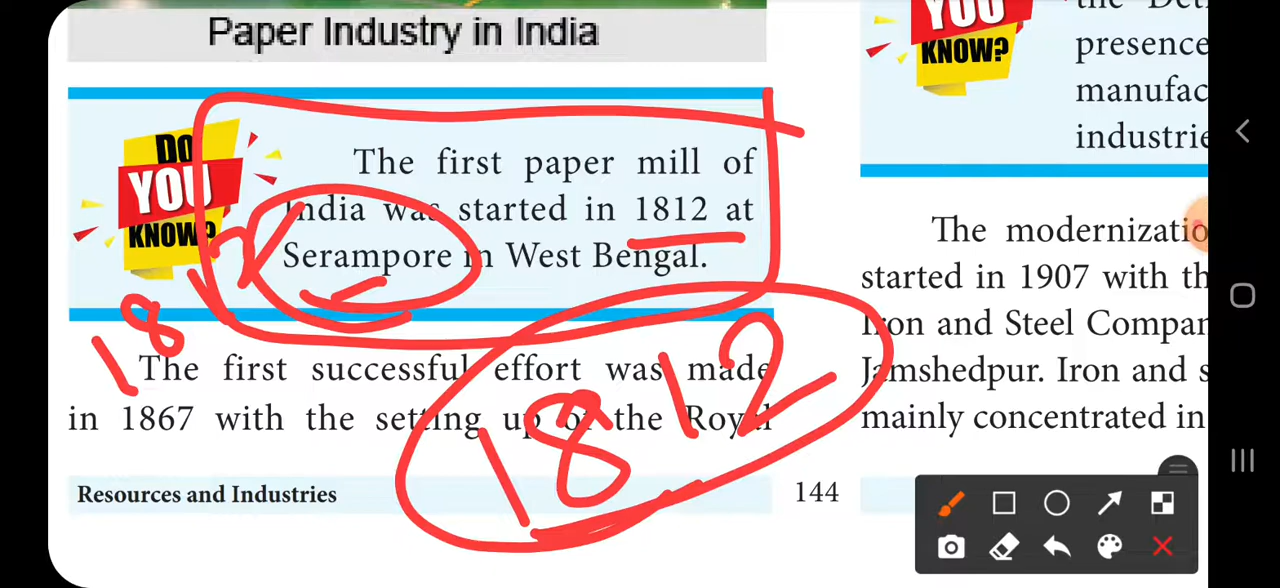 Paper Industry in India
DO
YOU
KNOW?
The first paper mill of
India was started in 1812 at
Serampore in West Bengal.
18
1812
The first successful effort was made
in 1867 with the setting up of the Royal
Resources and Industries
144
YOU
KNOW?
the
presence
manufac
industrie
The modernizatio
started in 1907 with th
Iron and Steel Compan
Jamshedpur. Iron and s
mainly concentrated in